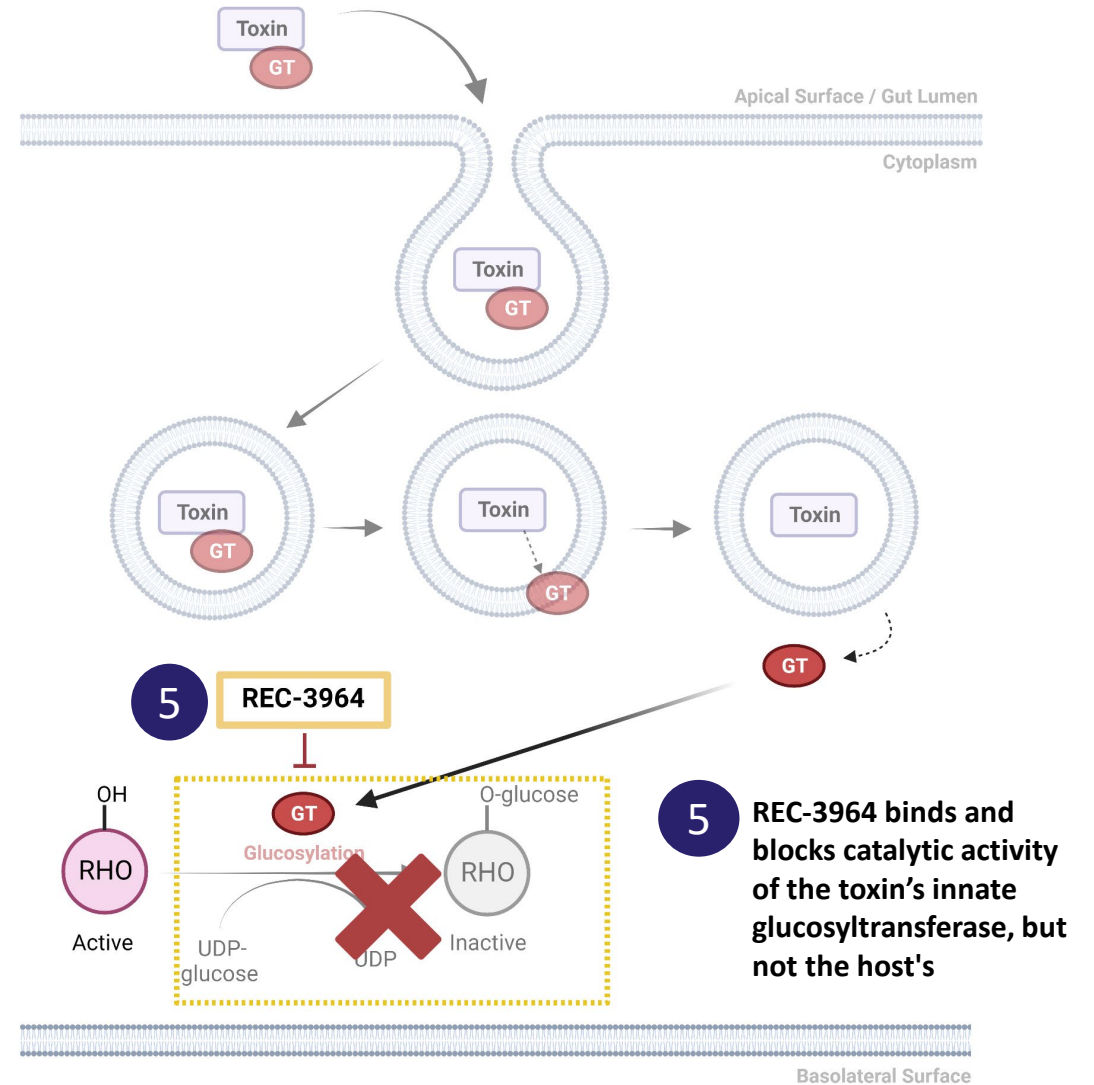 Toxin
GT
Apical Surface / Gut Lumen
Cytoplasm
Toxin
GT
Toxin
GT
Toxin
GT
Toxin
GT
5
REC-3964
OH
RHO
Active
GT
Glucosylation
UDP-
glucose
UDP
O-glucose
RHO
Inactive
5
REC-3964 binds and
blocks catalytic activity
of the toxin’s innate
glucosyltransferase, but
not the host's
Basolateral Surface